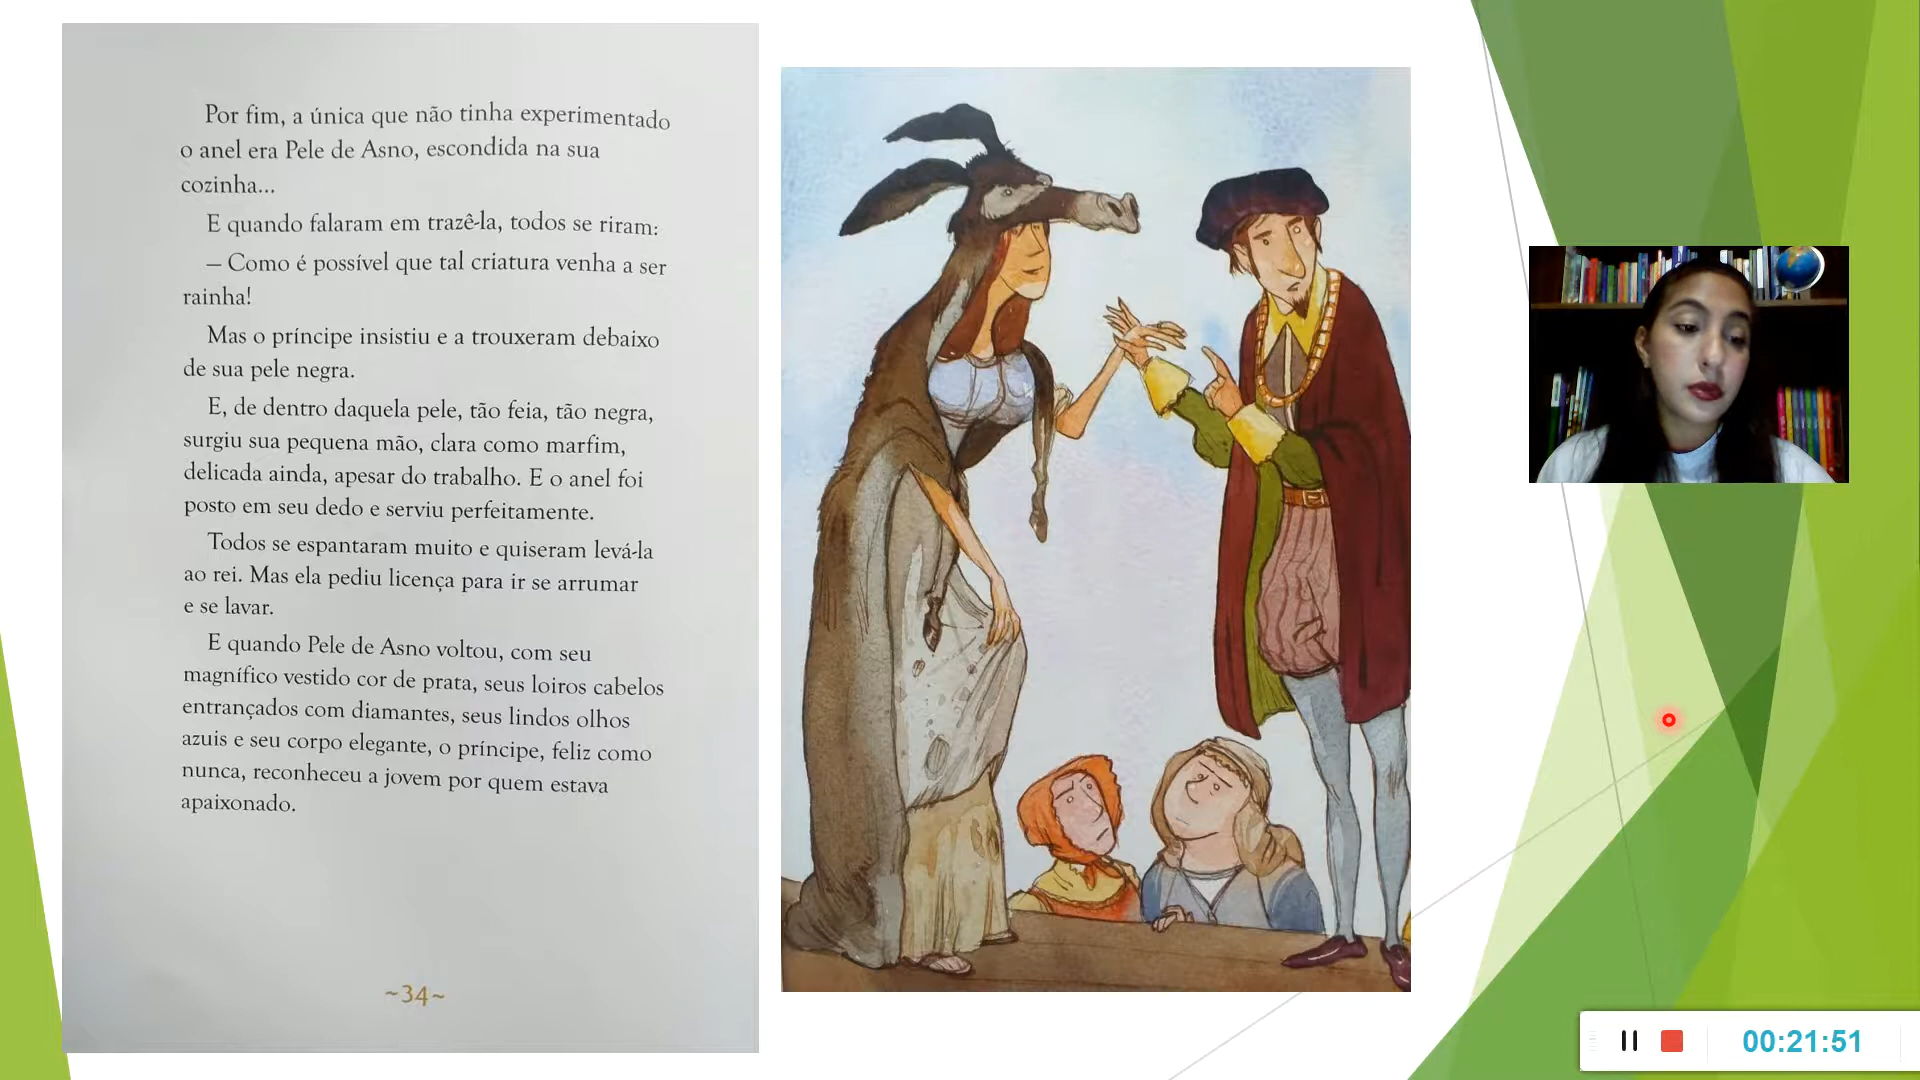 Por fim, a única que não tinha experimentado
o anel era Pele de Asno, escondida na sua
cozinha...
E quando falaram em trazê-la, todos se riram:
– Como é possível que tal criatura venha a ser
rainha!
Mas o príncipe insistiu e a trouxeram debaixo
de sua pele negra.
E, de dentro daquela pele, tão feia, tão negra,
surgiu sua pequena mão, clara como marfim,
delicada ainda, apesar do trabalho. E o anel foi
posto em seu dedo e serviu perfeitamente.
Todos se espantaram muito e quiseram levá-la
ao rei. Mas ela pediu licença para ir se arrumar
e se lavar.
E quando Pele de Asno voltou, com seu
magnífico vestido cor de prata, seus loiros cabelos
entrançados com diamantes, seus lindos olhos
azuis e seu corpo elegante, o príncipe, feliz como
nunca, reconheceu a jovem por quem estava
apaixonado.
~34~
00:21:51